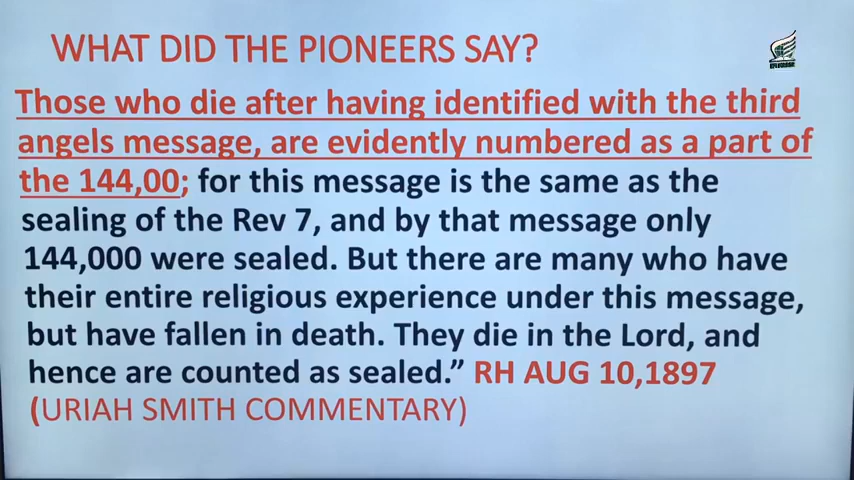 WHAT DID THE PIONEERS SAY?
Those who die after having identified with the third
angels message, are evidently numbered as a part of
the 144,00; for this message is the same as the
sealing of the Rev 7, and by that message only
144,000 were sealed. But there are many who have
their entire religious experience under this message,
but have fallen in death. They die in the Lord, and
hence are counted as sealed.” RH AUG 10,1897
(URIAH SMITH COMMENTARY)